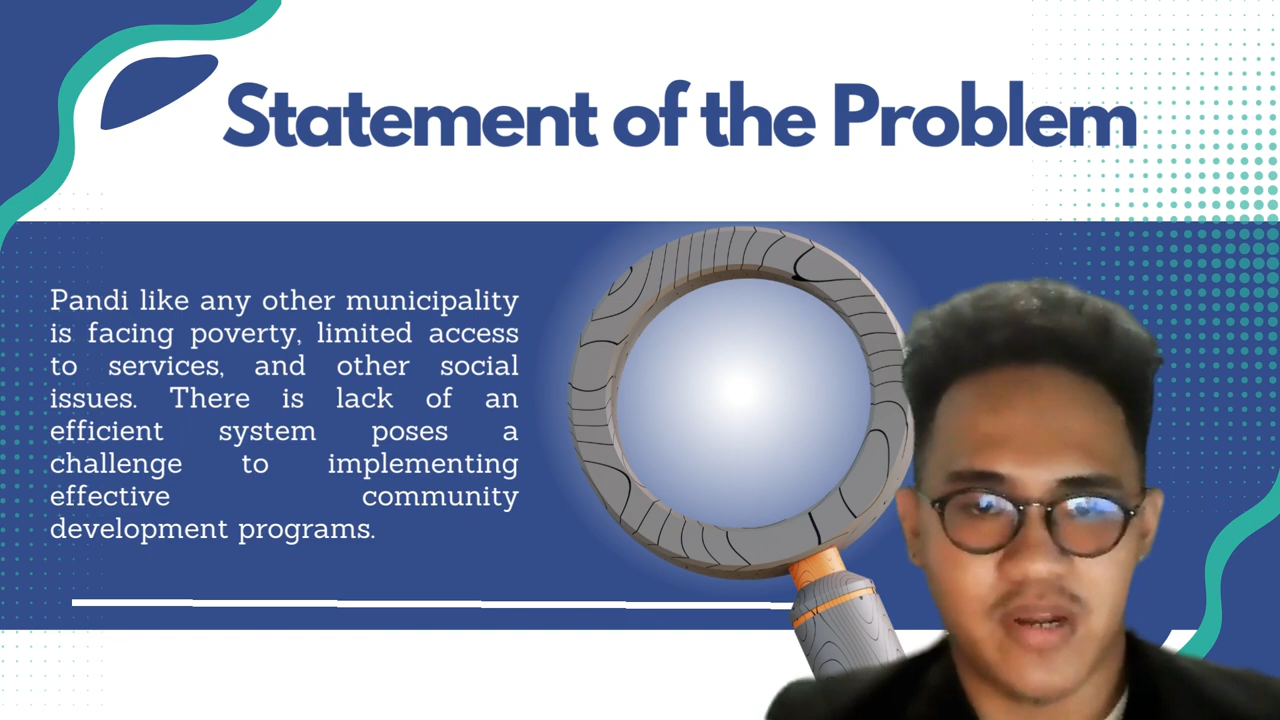 Statement of the Problem
Pandi like any other municipality
is facing poverty, limited access
to services, and other social
issues. There is lack of an
efficient system poses a
challenge to implementing
effective community
development programs.